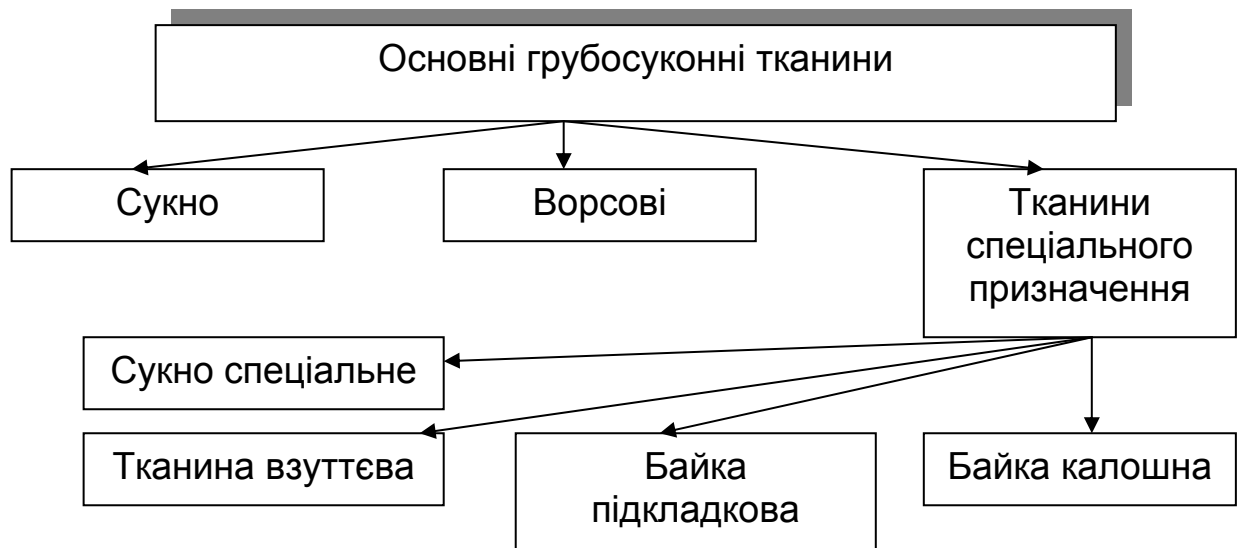 Основні грубосуконні тканини
Сукно
Ворсові
Тканини
спеціального
призначення
Сукно спеціальне
Тканина взуттєва
Байка
підкладкова
Байка калошна